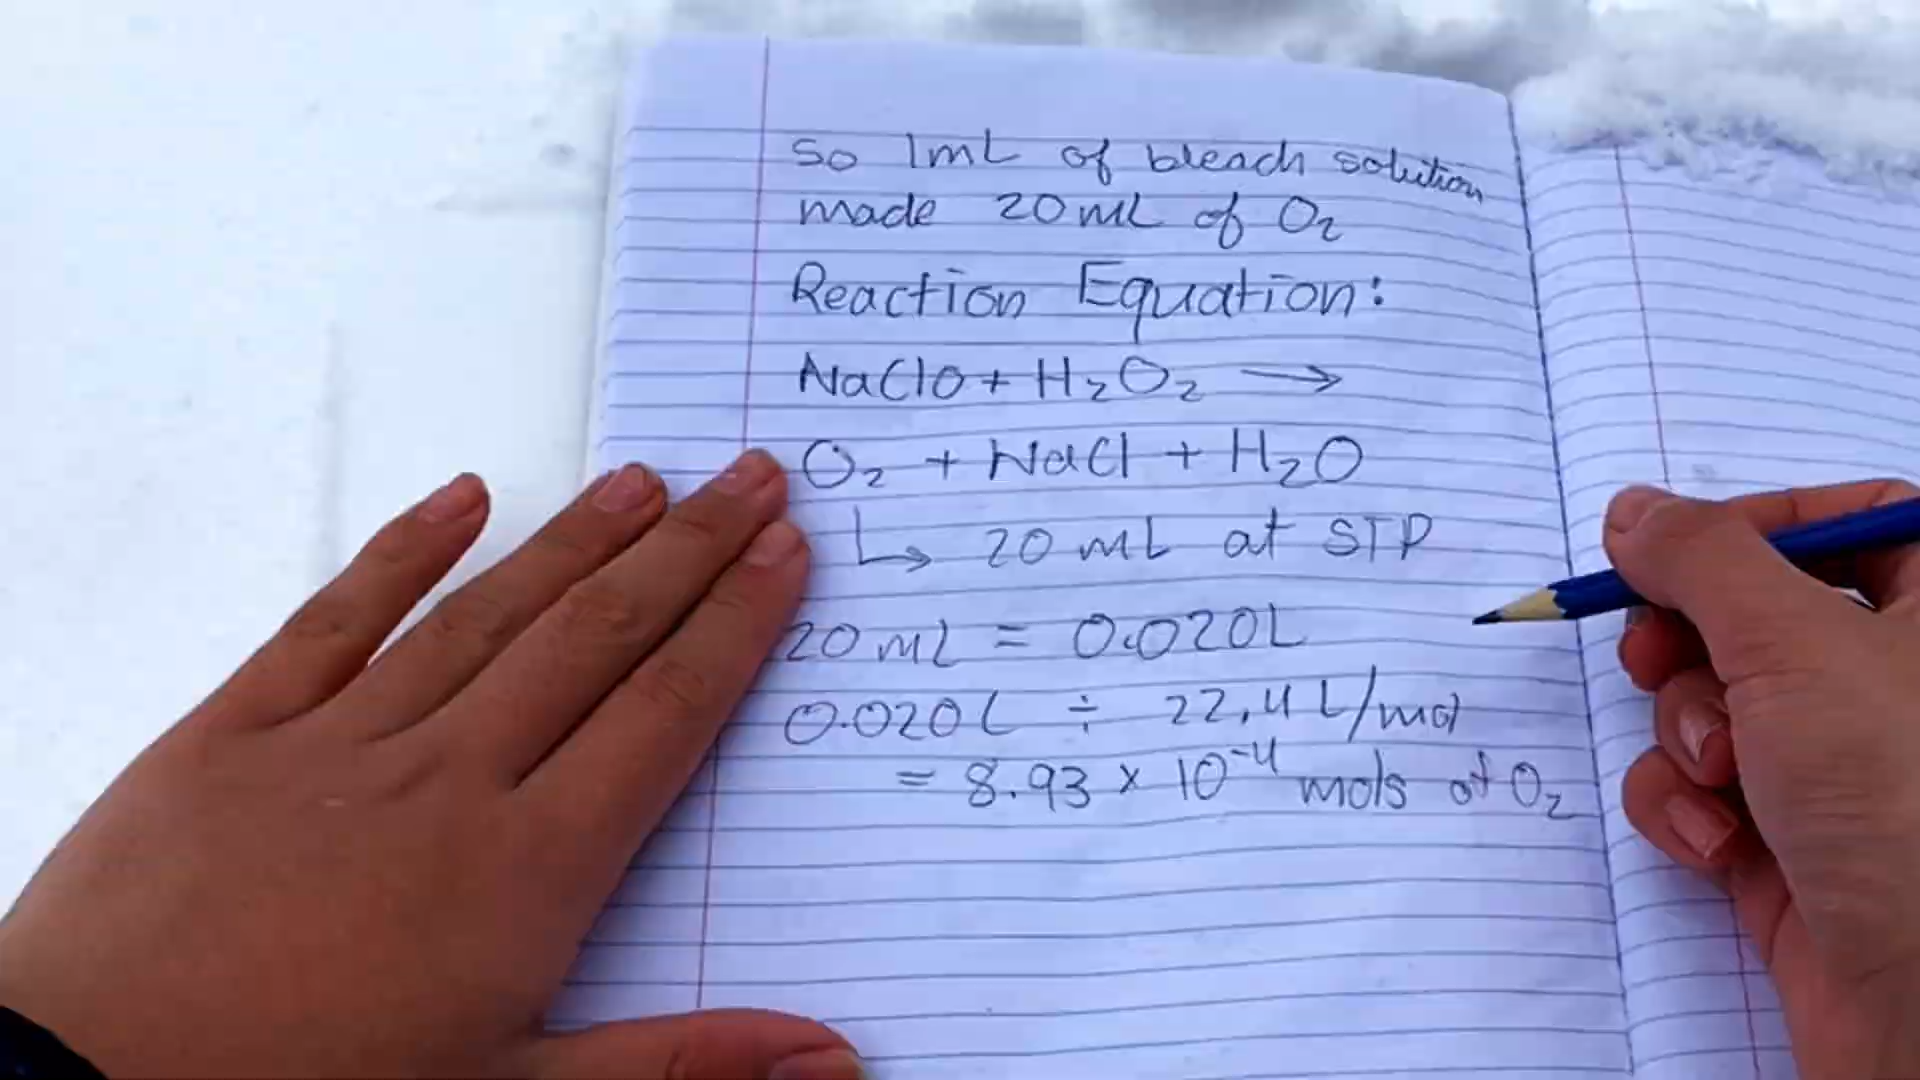 So 1mL of bleach solution
made 20mL of O₂
Reaction Equation:
NaClO + H₂O₂ →
O₂ + NaCl + H₂O
↳ 20 mL at STP
20 mL = 0.020L
0.020L ÷ 22.4 L/mol
= 8.93 × 10⁻⁴ mols of O₂